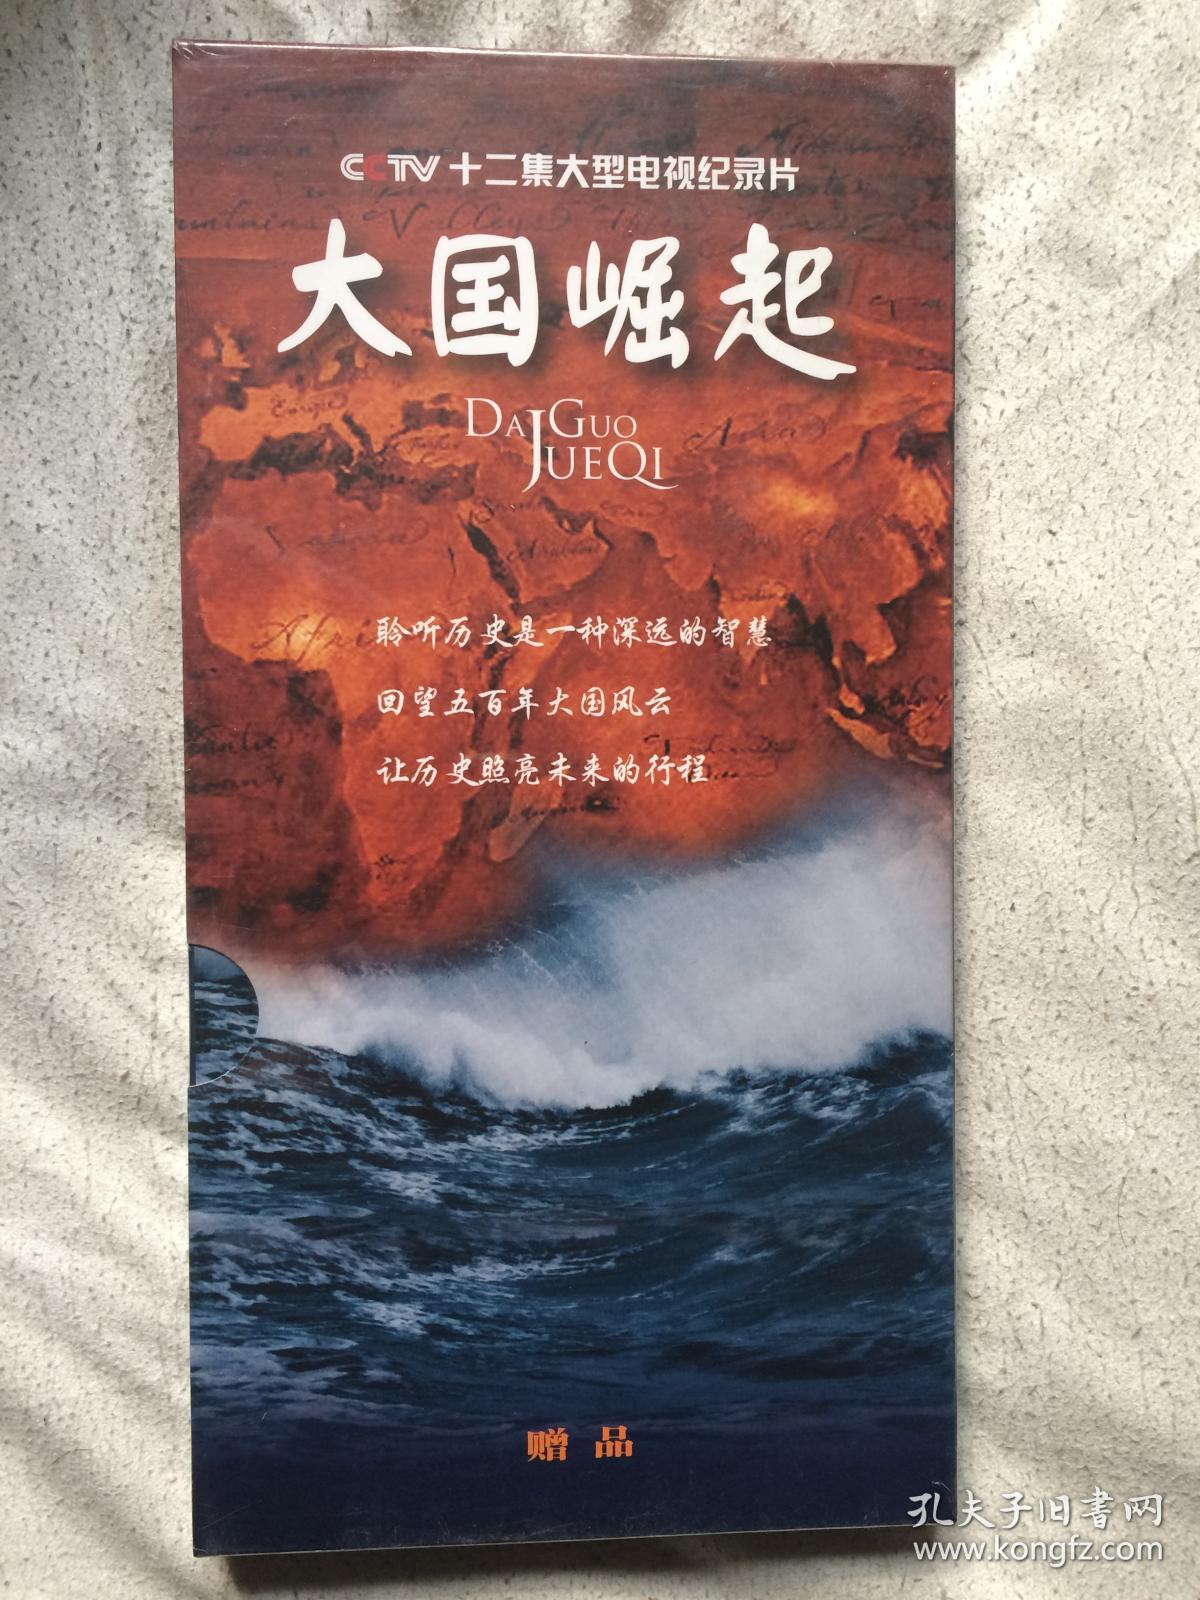 CCTV 十二集大型电视纪录片
大国崛起
DAGUO
JUEQI
Europe
Asia
聆听历史是一种深远的智慧
回望五百年大国风云
让历史照亮未来的行程
赠品
孔夫子旧書网
www.kongfz.com